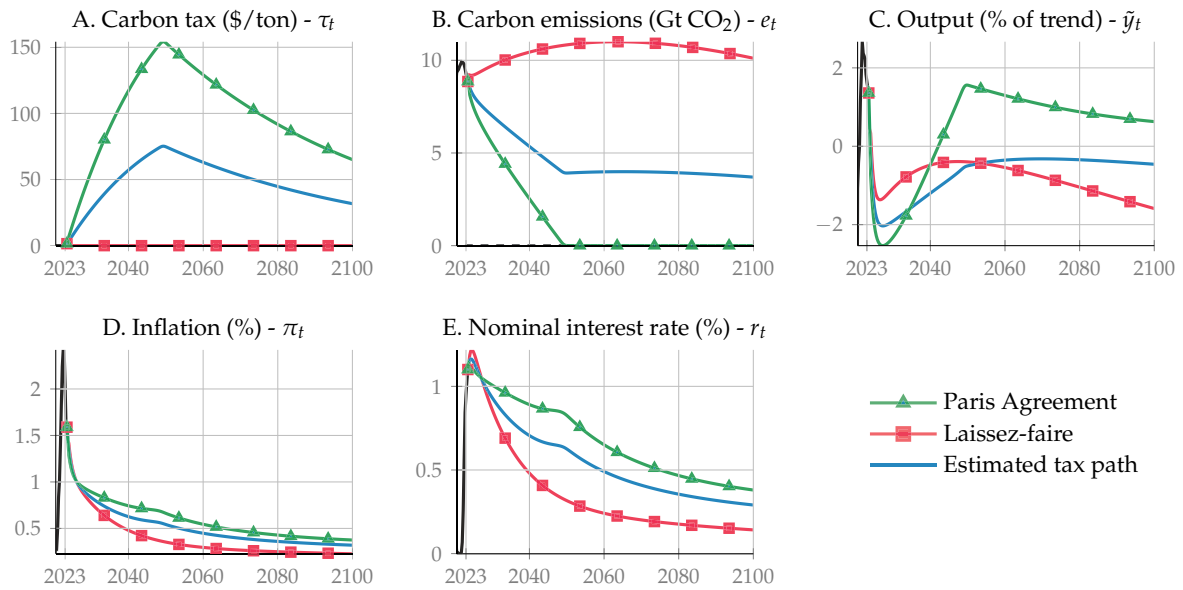 A. Carbon tax ($/ton) - τt
150
100
50
0
2023 2040 2060 2080 2100
B. Carbon emissions (Gt CO2) - et
10
5
0
2023 2040 2060 2080 2100
C. Output (% of trend) - ỹt
2
0
−2
2023 2040 2060 2080 2100
D. Inflation (%) - πt
2
1.5
1
0.5
2023 2040 2060 2080 2100
E. Nominal interest rate (%) - rt
1
0.5
0
2023 2040 2060 2080 2100
Paris Agreement
Laissez-faire
Estimated tax path